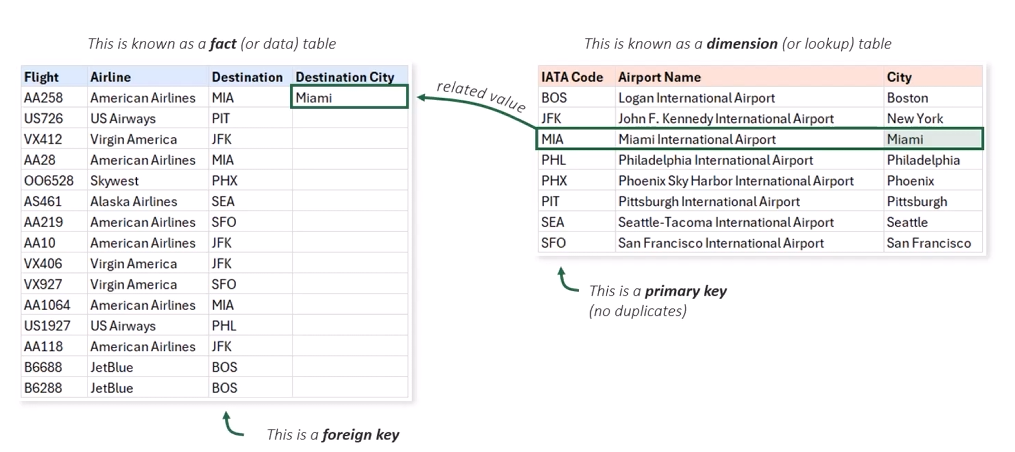 This is known as a fact (or data) table
Flight Airline Destination Destination City
AA258 American Airlines MIA Miami
US726 US Airways PIT
VX412 Virgin America JFK
AA28 American Airlines MIA
OO6528 Skywest PHX
AS461 Alaska Airlines SEA
AA219 American Airlines SFO
AA10 American Airlines JFK
VX406 Virgin America JFK
VX927 Virgin America SFO
AA1064 American Airlines MIA
US1927 US Airways PHL
AA118 American Airlines JFK
B6688 JetBlue BOS
B6288 JetBlue BOS
This is a foreign key
related value
This is known as a dimension (or lookup) table
IATA Code Airport Name City
BOS Logan International Airport Boston
JFK John F. Kennedy International Airport New York
MIA Miami International Airport Miami
PHL Philadelphia International Airport Philadelphia
PHX Phoenix Sky Harbor International Airport Phoenix
PIT Pittsburgh International Airport Pittsburgh
SEA Seattle-Tacoma International Airport Seattle
SFO San Francisco International Airport San Francisco
This is a primary key
(no duplicates)